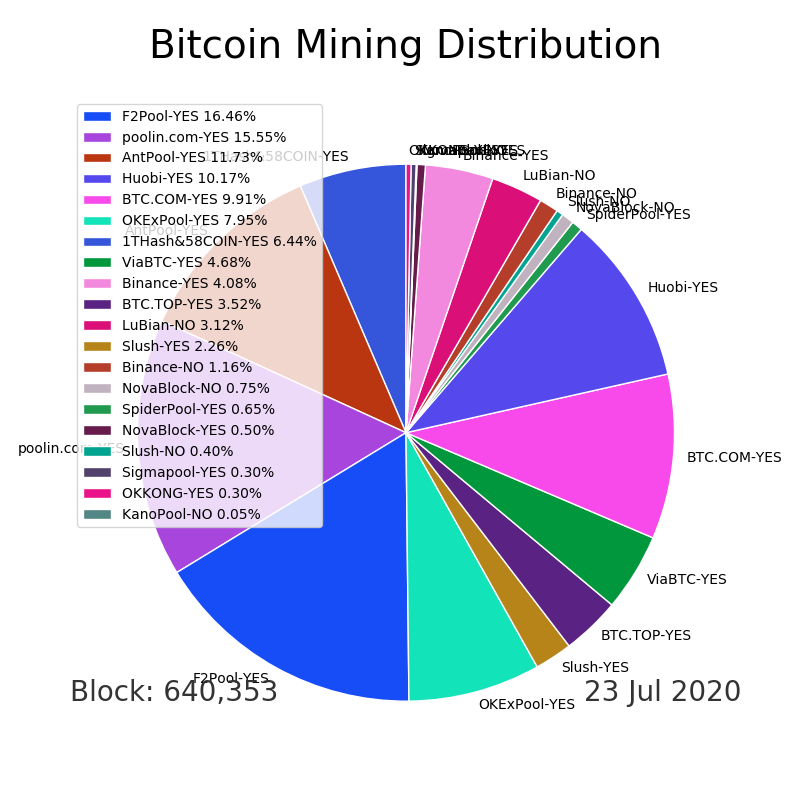 Bitcoin Mining Distribution
F2Pool-YES 16.46%
poolin.com-YES 15.55%
AntPool-YES 11.73%
Huobi-YES 10.17%
BTC.COM-YES 9.91%
OKExPool-YES 7.95%
1THash&58COIN-YES 6.44%
ViaBTC-YES 4.68%
Binance-YES 4.08%
BTC.TOP-YES 3.52%
LuBian-NO 3.12%
Slush-YES 2.26%
Binance-NO 1.16%
NovaBlock-NO 0.75%
SpiderPool-YES 0.65%
NovaBlock-YES 0.50%
Slush-NO 0.40%
Sigmapool-YES 0.30%
OKKONG-YES 0.30%
KanoPool-NO 0.05%
1THash&58COIN-YES
AntPool-YES
poolin.com-YES
F2Pool-YES
OKExPool-YES
Slush-YES
BTC.TOP-YES
ViaBTC-YES
BTC.COM-YES
Huobi-YES
SpiderPool-YES
NovaBlock-NO
Slush-NO
Binance-NO
LuBian-NO
Binance-YES
Block: 640,353
23 Jul 2020